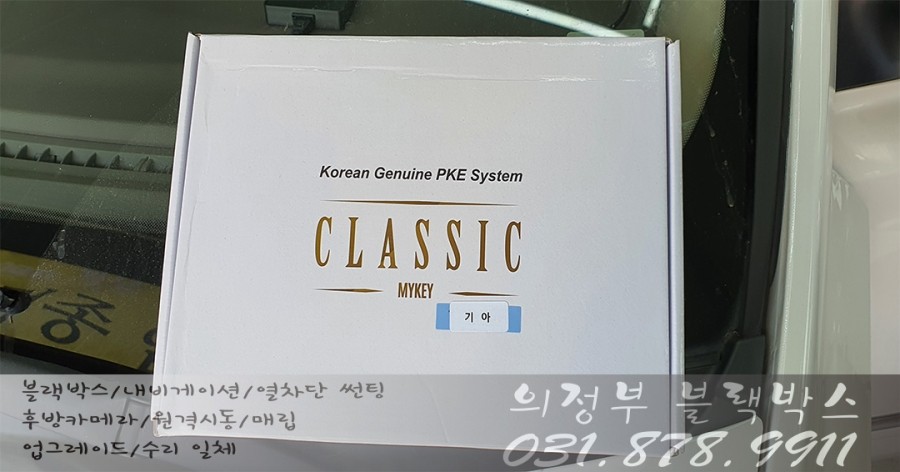 Korean Genuine PKE System
CLASSIC
MYKEY
기아
블랙박스/내비게이션/열차단 썬팅
후방카메라/원격시동/매립
업그레이드/수리 일체
의정부 블랙박스
031.878.9911